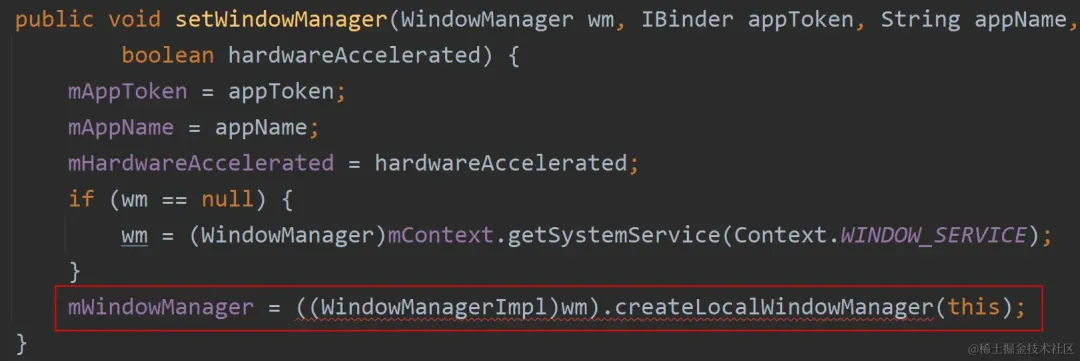 public void setWindowManager(WindowManager wm, IBinder appToken, String appName,
        boolean hardwareAccelerated) {
    mAppToken = appToken;
    mAppName = appName;
    mHardwareAccelerated = hardwareAccelerated;
    if (wm == null) {
        wm = (WindowManager)mContext.getSystemService(Context.WINDOW_SERVICE);
    }
    mWindowManager = ((WindowManagerImpl)wm).createLocalWindowManager(this);
}
@稀土掘金技术社区